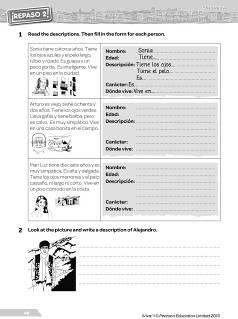 REPASO 2
1 Read the descriptions. Then fill in the form for each person.
Sonia tiene catorce años. Tiene
los ojos azules y el pelo largo,
rubio y rizado. Es guapa y un
poco gorda. Es inteligente. Vive
en un piso en la ciudad.
Nombre: Sonia
Edad: Tiene...
Descripción: Tiene los ojos...
Tiene el pelo...
Es...
Carácter: Es...
Dónde vive: Vive en...
Arturo es viejo, tiene ochenta y
dos años. Tiene los ojos verdes.
Lleva gafas y tiene barba, pero
es calvo. Es muy simpático. Vive
en una casa bonita en el campo.
Nombre:
Edad:
Descripción:
Carácter:
Dónde vive:
Mari Luz tiene diecisiete años y es
muy simpática. Es alta y delgada.
Tiene los ojos marrones y el pelo
castaño, ni largo ni corto. Vive en
un piso cómodo en la costa.
Nombre:
Edad:
Descripción:
Carácter:
Dónde vive:
2 Look at the picture and write a description of Alejandro.
¡Viva! 1 © Pearson Education Limited 2013